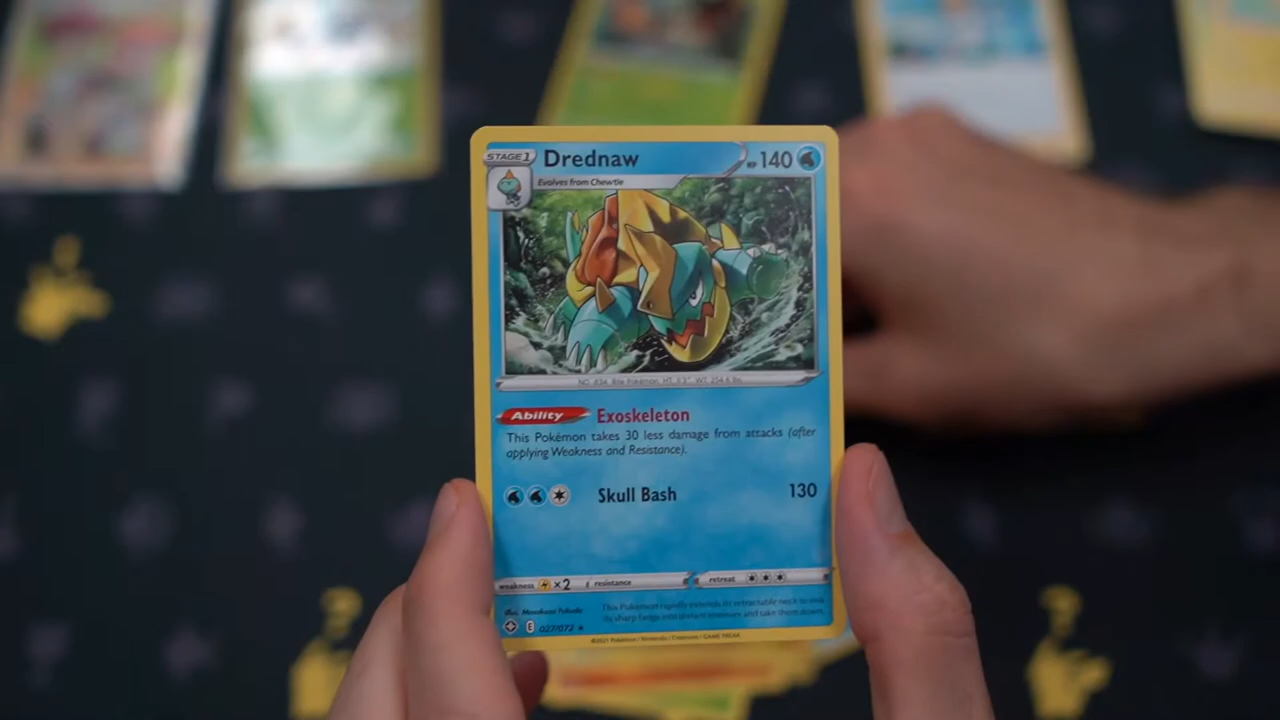 STAGE 1 Drednaw HP 140
Evolves from Chewtle
NO. 834 Bite Pokémon HT: 3'3" WT: 254.6 lbs.
Ability Exoskeleton
This Pokémon takes 30 less damage from attacks (after
applying Weakness and Resistance).
Skull Bash 130
weakness ×2 resistance retreat
This Pokémon rapidly extends its retractable neck to sink
its sharp fangs into distant enemies and take them down.
Illus. Masakazu Fukuda
E 027/072 ★
©2021 Pokémon / Nintendo / Creatures / GAME FREAK